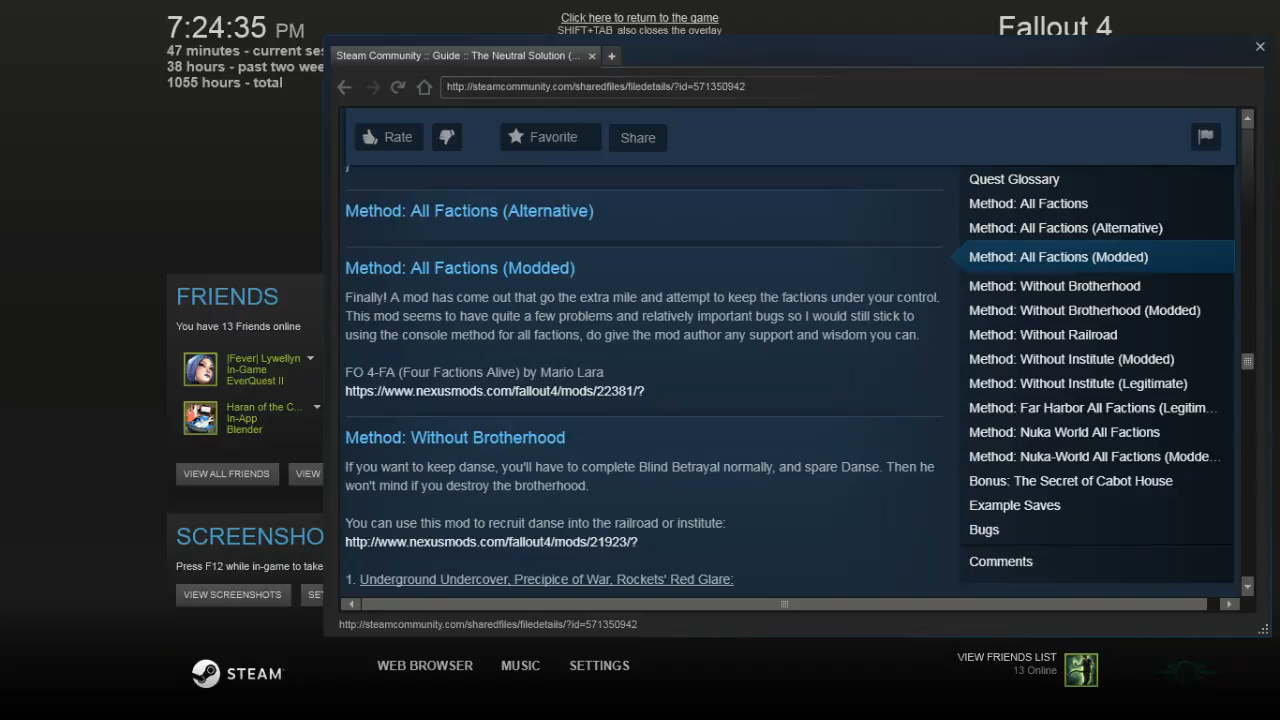 7:24:35 PM
47 minutes - current ses
38 hours - past two wee
1055 hours - total
Click here to return to the game
SHIFT+TAB also closes the overlay
Fallout 4
Steam Community :: Guide :: The Neutral Solution (...
http://steamcommunity.com/sharedfiles/filedetails/?id=571350942
Rate
Favorite
Share
Method: All Factions (Alternative)
Method: All Factions (Modded)
Finally! A mod has come out that go the extra mile and attempt to keep the factions under your control.
This mod seems to have quite a few problems and relatively important bugs so I would still stick to
using the console method for all factions, do give the mod author any support and wisdom you can.
FO 4-FA (Four Factions Alive) by Mario Lara
https://www.nexusmods.com/fallout4/mods/22381/?
Method: Without Brotherhood
If you want to keep danse, you'll have to complete Blind Betrayal normally, and spare Danse. Then he
won't mind if you destroy the brotherhood.
You can use this mod to recruit danse into the railroad or institute:
http://www.nexusmods.com/fallout4/mods/21923/?
1. Underground Undercover, Precipice of War, Rockets' Red Glare:
Quest Glossary
Method: All Factions
Method: All Factions (Alternative)
Method: All Factions (Modded)
Method: Without Brotherhood
Method: Without Brotherhood (Modded)
Method: Without Railroad
Method: Without Institute (Modded)
Method: Without Institute (Legitimate)
Method: Far Harbor All Factions (Legitim...
Method: Nuka World All Factions
Method: Nuka-World All Factions (Modde...
Bonus: The Secret of Cabot House
Example Saves
Bugs
Comments
http://steamcommunity.com/sharedfiles/filedetails/?id=571350942
FRIENDS
You have 13 Friends online
|Fever| Lywellyn
In-Game
EverQuest II
Haran of the C...
In-App
Blender
VIEW ALL FRIENDS
VIEW
SCREENSHO
Press F12 while in-game to take
VIEW SCREENSHOTS
SE
STEAM
WEB BROWSER
MUSIC
SETTINGS
VIEW FRIENDS LIST
13 Online